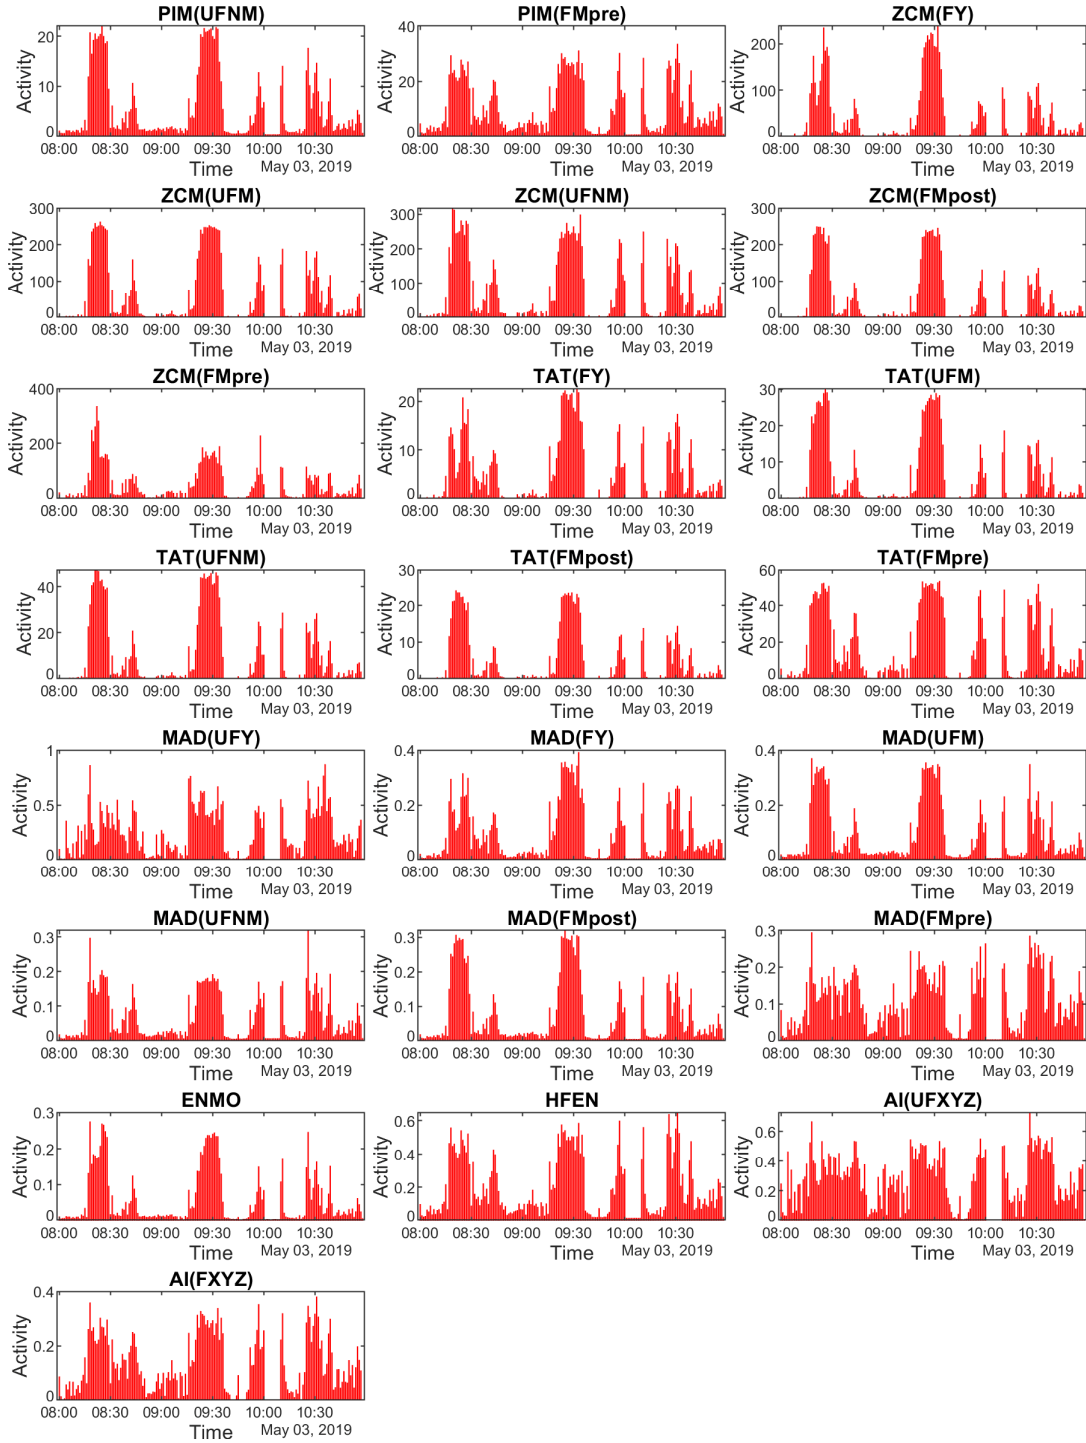 PIM(UFNM) PIM(FMpre) ZCM(FY)
Activity Activity Activity
20 10 0 40 20 0 200 100 0
08:00 08:30 09:00 09:30 10:00 10:30 08:00 08:30 09:00 09:30 10:00 10:30 08:00 08:30 09:00 09:30 10:00 10:30
Time May 03, 2019 Time May 03, 2019 Time May 03, 2019
ZCM(UFM) ZCM(UFNM) ZCM(FMpost)
Activity Activity Activity
300 200 100 0 300 200 100 0 300 200 100 0
08:00 08:30 09:00 09:30 10:00 10:30 08:00 08:30 09:00 09:30 10:00 10:30 08:00 08:30 09:00 09:30 10:00 10:30
Time May 03, 2019 Time May 03, 2019 Time May 03, 2019
ZCM(FMpre) TAT(FY) TAT(UFM)
Activity Activity Activity
400 200 0 20 10 0 30 20 10 0
08:00 08:30 09:00 09:30 10:00 10:30 08:00 08:30 09:00 09:30 10:00 10:30 08:00 08:30 09:00 09:30 10:00 10:30
Time May 03, 2019 Time May 03, 2019 Time May 03, 2019
TAT(UFNM) TAT(FMpost) TAT(FMpre)
Activity Activity Activity
40 20 0 30 20 10 0 60 40 20 0
08:00 08:30 09:00 09:30 10:00 10:30 08:00 08:30 09:00 09:30 10:00 10:30 08:00 08:30 09:00 09:30 10:00 10:30
Time May 03, 2019 Time May 03, 2019 Time May 03, 2019
MAD(UFY) MAD(FY) MAD(UFM)
Activity Activity Activity
1 0.5 0 0.4 0.2 0 0.4 0.2 0
08:00 08:30 09:00 09:30 10:00 10:30 08:00 08:30 09:00 09:30 10:00 10:30 08:00 08:30 09:00 09:30 10:00 10:30
Time May 03, 2019 Time May 03, 2019 Time May 03, 2019
MAD(UFNM) MAD(FMpost) MAD(FMpre)
Activity Activity Activity
0.3 0.2 0.1 0 0.3 0.2 0.1 0 0.3 0.2 0.1 0
08:00 08:30 09:00 09:30 10:00 10:30 08:00 08:30 09:00 09:30 10:00 10:30 08:00 08:30 09:00 09:30 10:00 10:30
Time May 03, 2019 Time May 03, 2019 Time May 03, 2019
ENMO HFEN AI(UFXYZ)
Activity Activity Activity
0.3 0.2 0.1 0 0.6 0.4 0.2 0 0.6 0.4 0.2 0
08:00 08:30 09:00 09:30 10:00 10:30 08:00 08:30 09:00 09:30 10:00 10:30 08:00 08:30 09:00 09:30 10:00 10:30
Time May 03, 2019 Time May 03, 2019 Time May 03, 2019
AI(FXYZ)
Activity
0.4 0.2 0
08:00 08:30 09:00 09:30 10:00 10:30
Time May 03, 2019